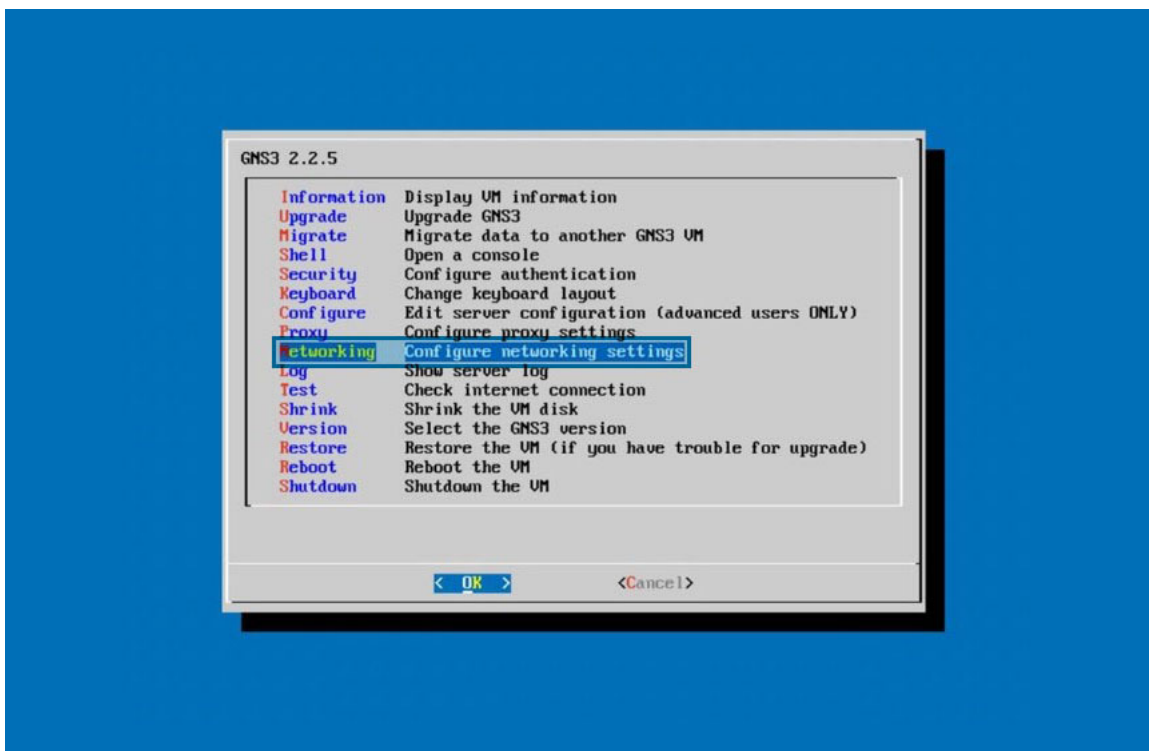 GNS3 2.2.5
Information Display VM information
Upgrade Upgrade GNS3
Migrate Migrate data to another GNS3 VM
Shell Open a console
Security Configure authentication
Keyboard Change keyboard layout
Configure Edit server configuration (advanced users ONLY)
Proxy Configure proxy settings
Networking Configure networking settings
Log Show server log
Test Check internet connection
Shrink Shrink the VM disk
Version Select the GNS3 version
Restore Restore the VM (if you have trouble for upgrade)
Reboot Reboot the VM
Shutdown Shutdown the VM
< OK > <Cancel>